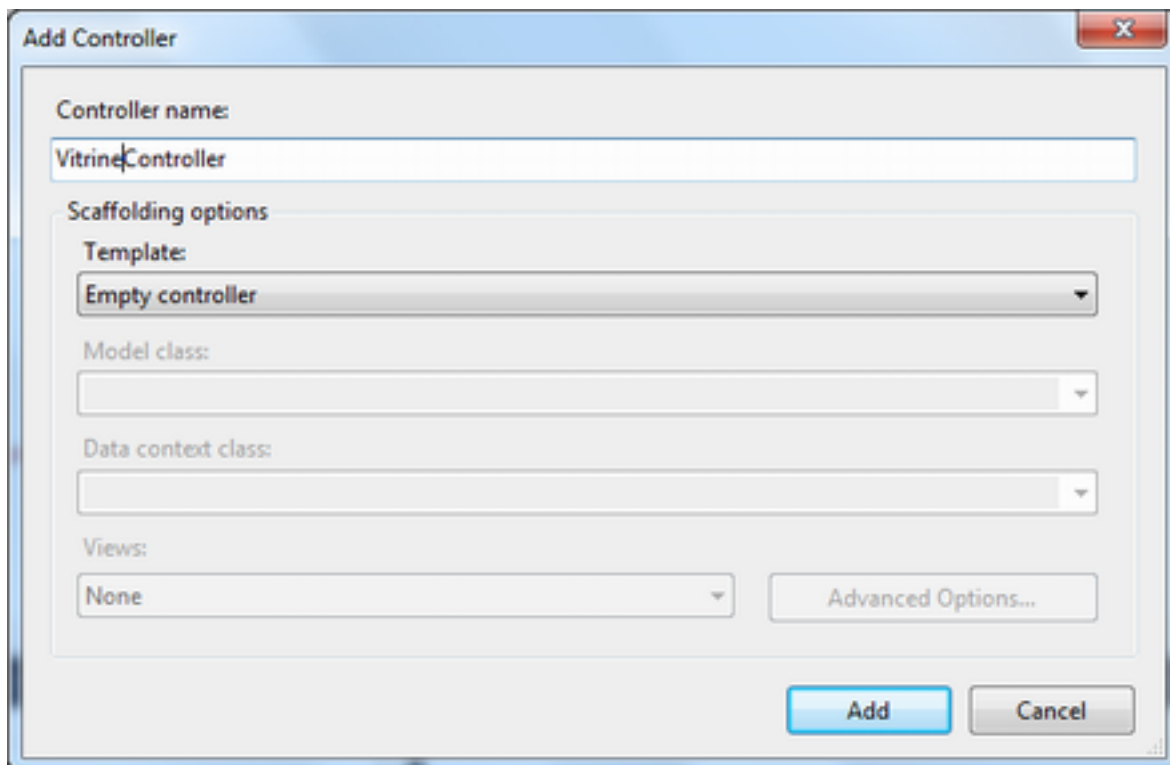 Add Controller
Controller name:
VitrineController
Scaffolding options
Template:
Empty controller
Model class:
Data context class:
Views:
None
Advanced Options...
Add
Cancel